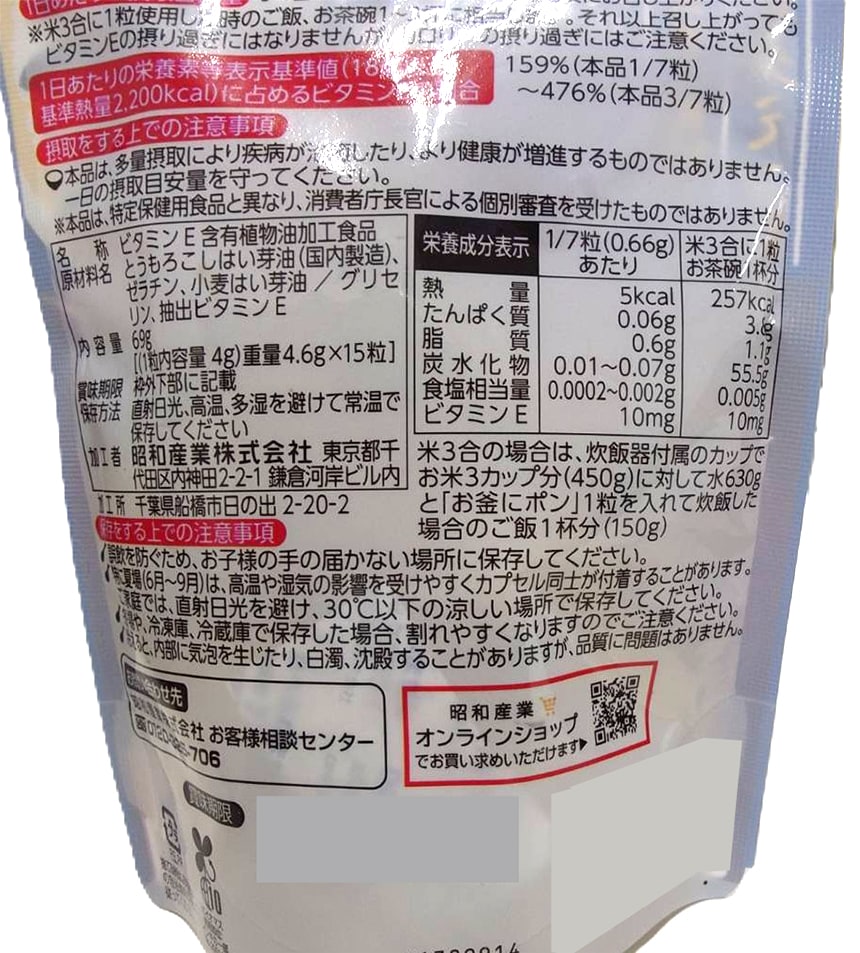 ※米3合に1粒使用した時のご飯、お茶碗1 相当します。それ以上召し上がっても
ビタミンEの摂り過ぎにはなりませんが カロリーの摂り過ぎにはご注意ください。
1日あたりの栄養素等表示基準値(18
基準熱量2,200kcal)に占めるビタミン 合
159%(本品1/7粒)
～476%(本品3/7粒)
摂取をする上での注意事項
本品は、多量摂取により疾病が治癒したり、より健康が増進するものではありません。
一日の摂取目安量を守ってください。
※本品は、特定保健用食品と異なり、消費者庁長官による個別審査を受けたものではありません。
名称 ビタミンE含有植物油加工食品
原材料名 とうもろこしはい芽油(国内製造)、
ゼラチン、小麦はい芽油 ／ グリセ
リン、抽出ビタミンE
内容量 69g
[(1粒内容量 4g)重量4.6g×15粒]
賞味期限 枠外下部に記載
保存方法 直射日光、高温、多湿を避けて常温で
保存してください
加工者 昭和産業株式会社 東京都千
代田区内神田2-2-1 鎌倉河岸ビル内
加工所 千葉県船橋市日の出 2-20-2
栄養成分表示 1/7粒(0.66g)あたり 米3合に1粒お茶碗1杯分
熱量 5kcal 257kcal
たんぱく質 0.06g 3.8g
脂質 0.6g 1.1g
炭水化物 0.01～0.07g 55.5g
食塩相当量 0.0002～0.002g 0.005g
ビタミンE 10mg 10mg
米3合の場合は、炊飯器付属のカップで
お米3カップ分(450g)に対して水630g
と「お釜にポン」1粒を入れて炊飯した
場合のご飯1杯分(150g)
保存をする上での注意事項
誤飲を防ぐため、お子様の手の届かない場所に保存してください。
特に夏場(6月～9月)は、高温や湿気の影響を受けやすくカプセル同士が付着することがあります。
ご家庭では、直射日光を避け、30℃以下の涼しい場所で保存してください。
や、冷凍庫、冷蔵庫で保存した場合、割れやすくなりますのでご注意ください。
と、内部に気泡を生じたり、白濁、沈殿することがありますが、品質に問題はありません。
お問い合わせ先
昭和産業株式会社 お客様相談センター
昭和産業
オンラインショップ
でお買い求めいただけます▶
賞味期限